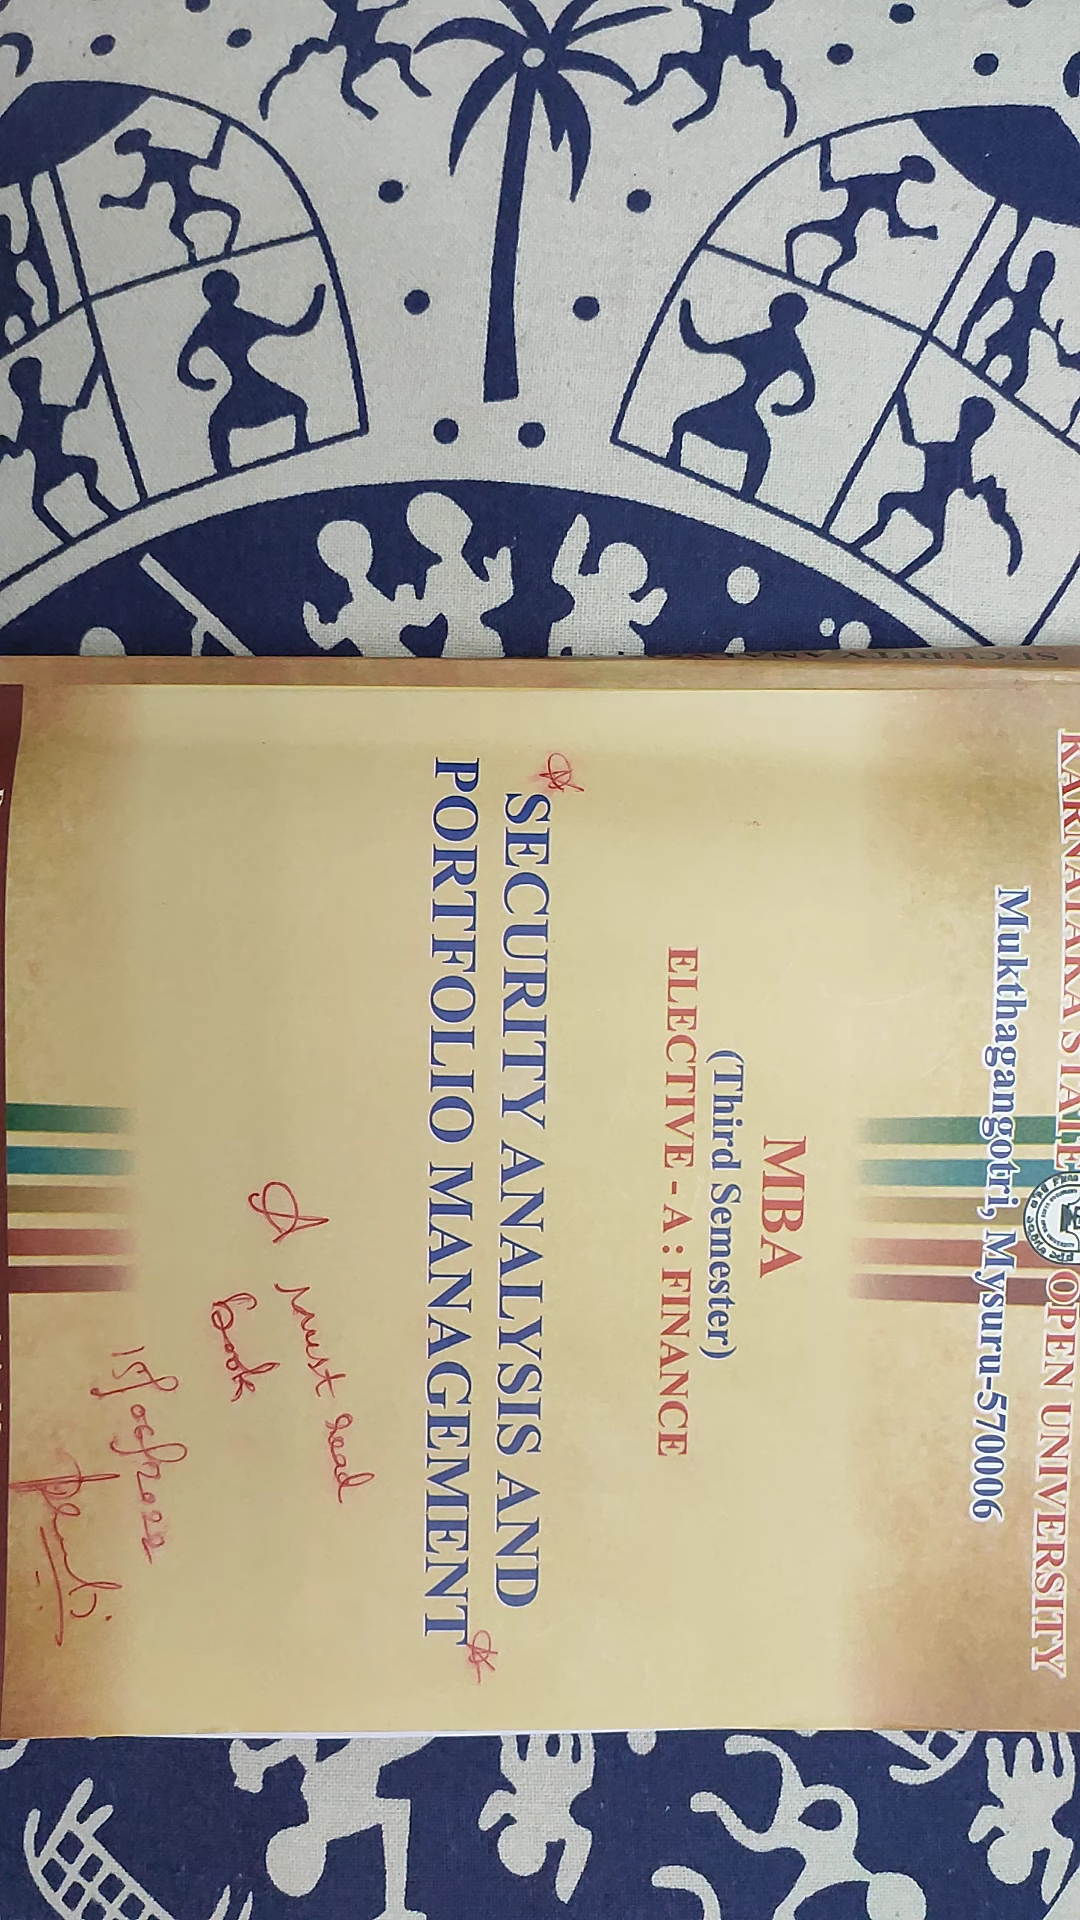 KARNATAKA STATE OPEN UNIVERSITY
Mukthagangotri, Mysuru-570006
MBA
(Third Semester)
ELECTIVE - A : FINANCE
SECURITY ANALYSIS AND
PORTFOLIO MANAGEMENT
A must read
book
15/06/2022